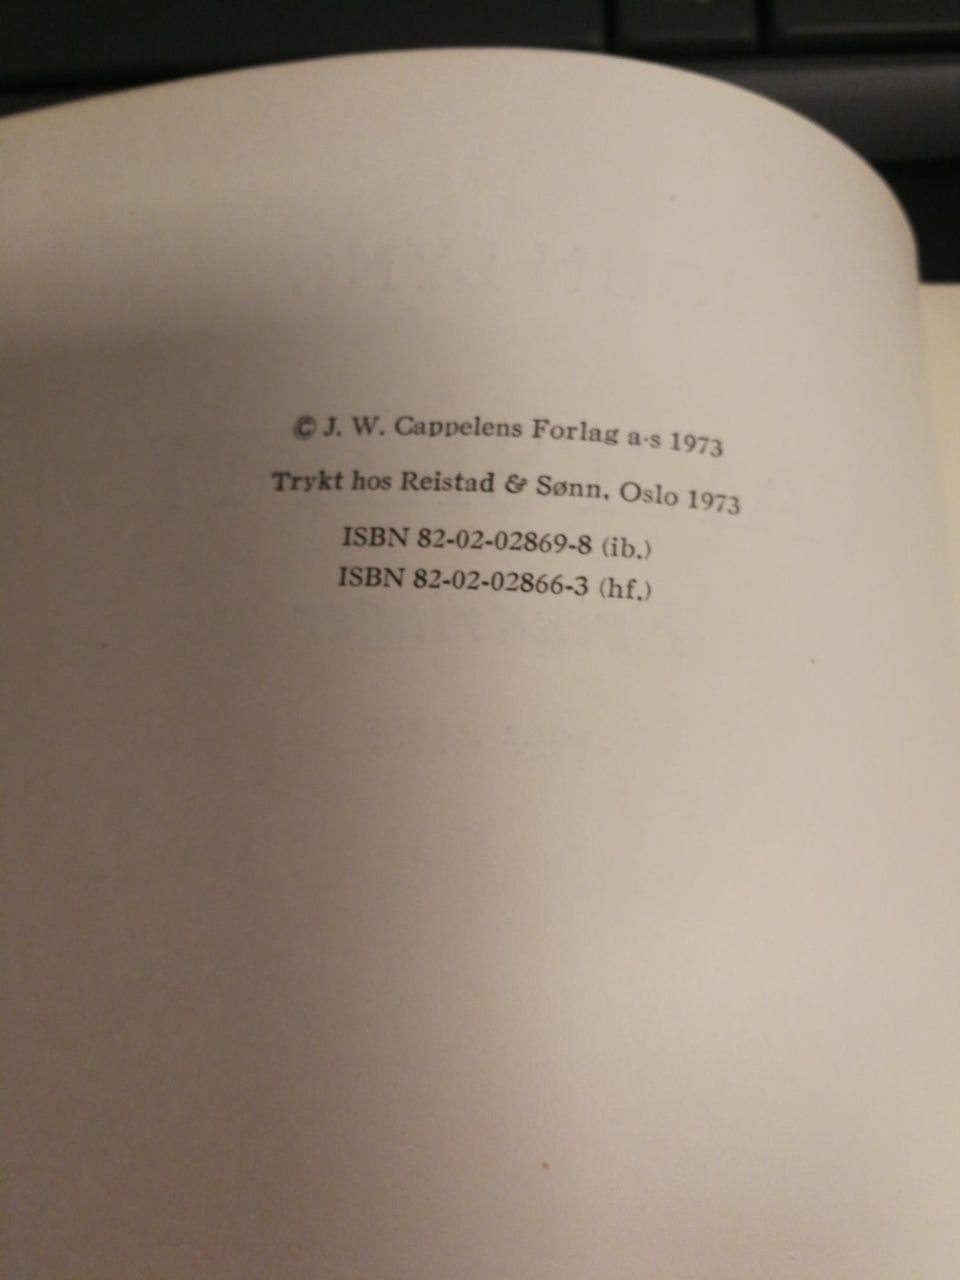 © J. W. Cappelens Forlag a·s 1973
Trykt hos Reistad & Sønn, Oslo 1973
ISBN 82-02-02869-8 (ib.)
ISBN 82-02-02866-3 (hf.)